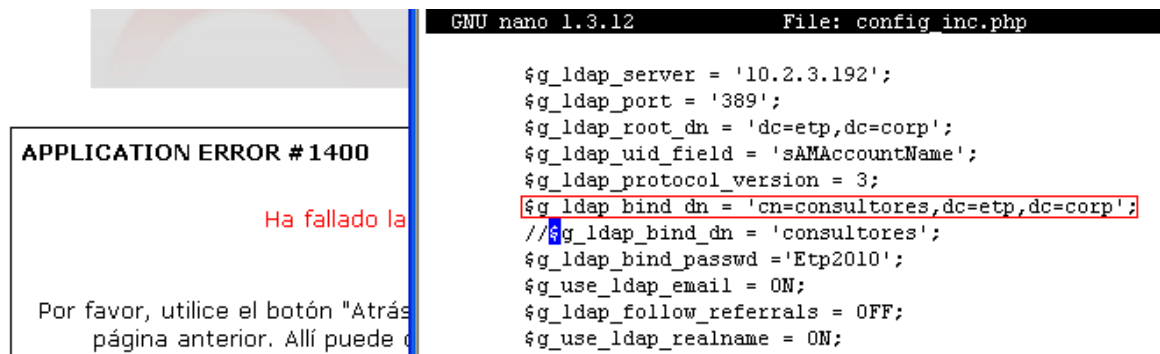 APPLICATION ERROR #1400
Ha fallado la
Por favor, utilice el botón "Atrás
página anterior. Allí puede
GNU nano 1.3.12 File: config_inc.php
$g_ldap_server = '10.2.3.192';
$g_ldap_port = '389';
$g_ldap_root_dn = 'dc=etp,dc=corp';
$g_ldap_uid_field = 'sAMAccountName';
$g_ldap_protocol_version = 3;
$g_ldap_bind_dn = 'cn=consultores,dc=etp,dc=corp';
//$g_ldap_bind_dn = 'consultores';
$g_ldap_bind_passwd ='Etp2010';
$g_use_ldap_email = ON;
$g_ldap_follow_referrals = OFF;
$g_use_ldap_realname = ON;